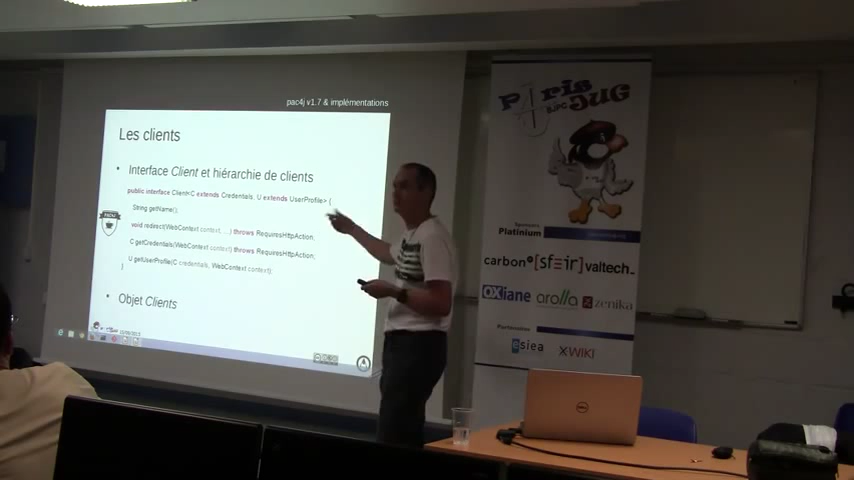 pac4j v1.7 & implémentations
Les clients
• Interface Client et hiérarchie de clients
public interface Client<C extends Credentials, U extends UserProfile> {
String getName();
void redirect(WebContext context, ...) throws RequiresHttpAction;
C getCredentials(WebContext context) throws RequiresHttpAction;
U getUserProfile(C credentials, WebContext context);
}
• Objet Clients
Paris
JUG
Sponsors
Platinium
carbon
[sfeir]
valtech_
OXiane
arolla
zenika
Partenaires
esiea
XWIKI
DELL